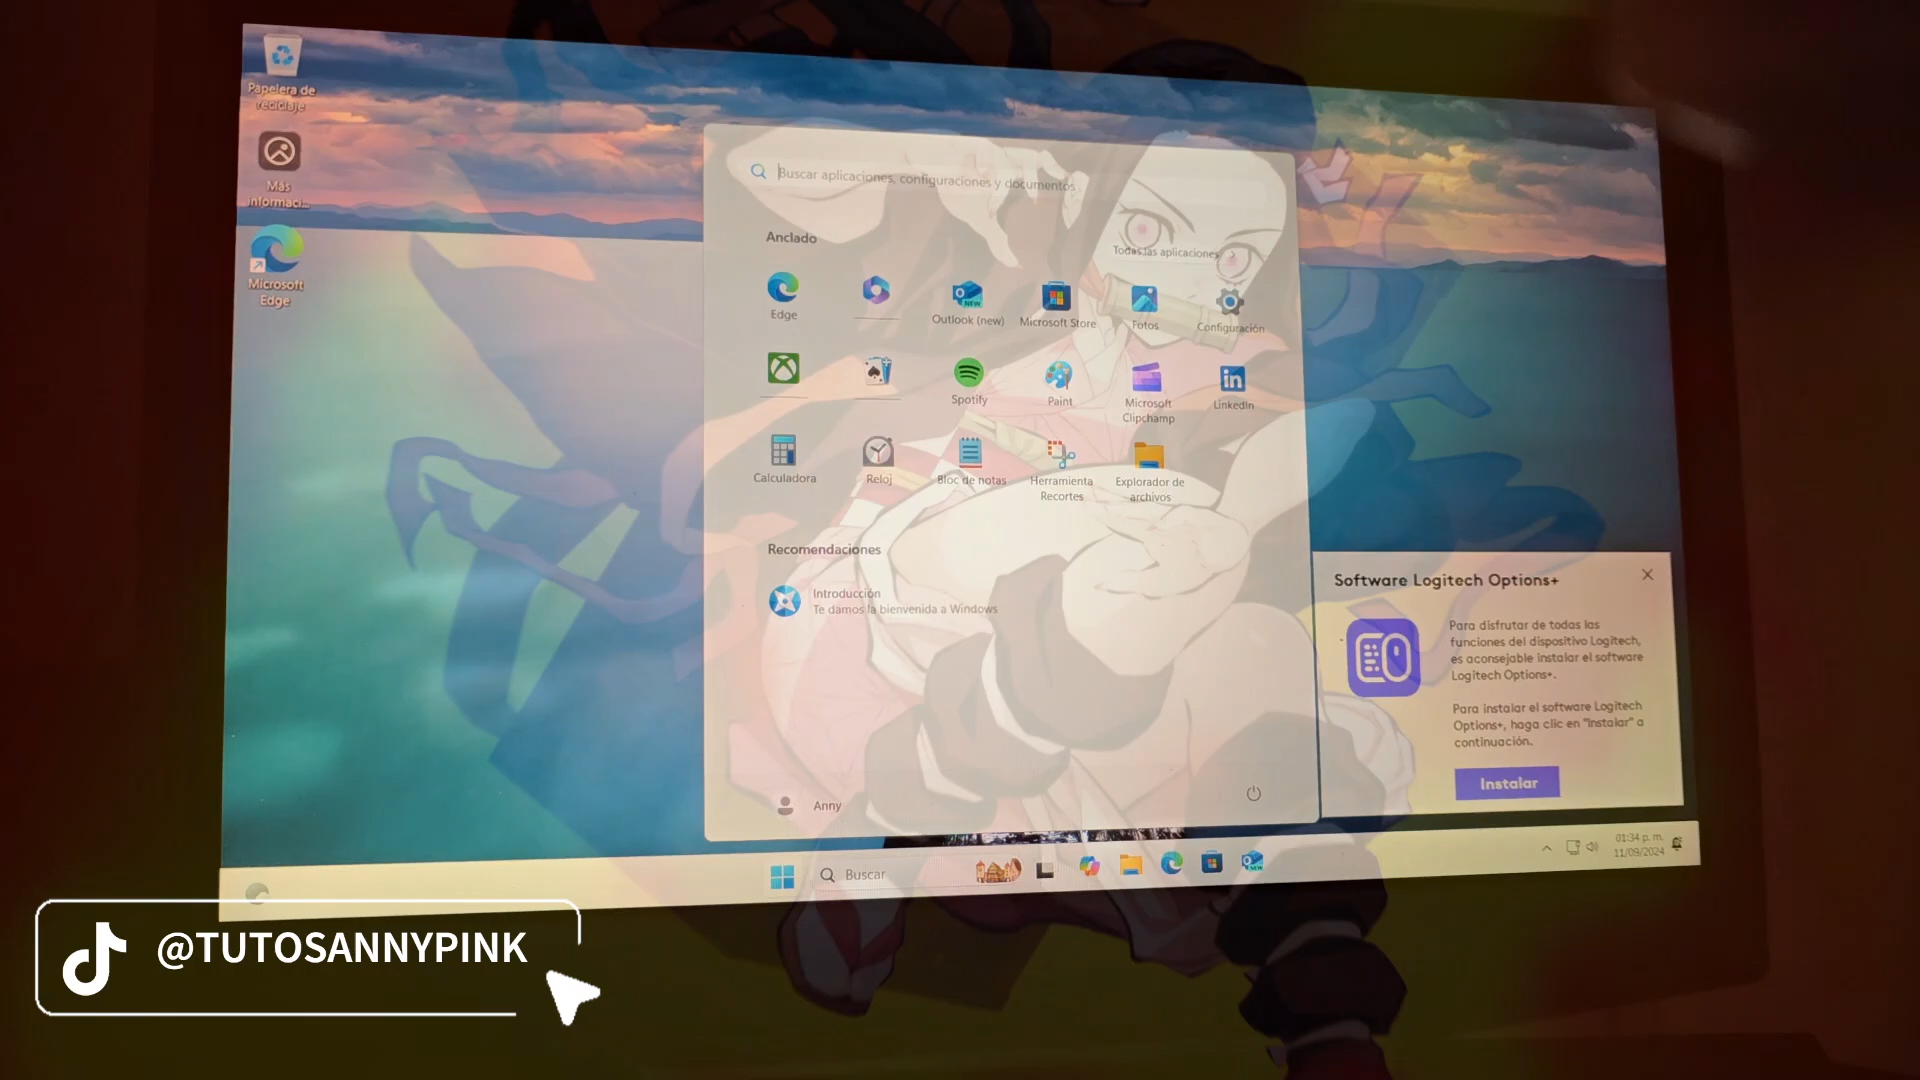 Papelera de
reciclaje
Más
informaci...
Microsoft
Edge
Buscar aplicaciones, configuraciones y documentos
Anclado
Todas las aplicaciones
Edge
Outlook (new)
Microsoft Store
Fotos
Configuración
Spotify
Paint
Microsoft
Clipchamp
LinkedIn
Calculadora
Reloj
Bloc de notas
Herramienta
Recortes
Explorador de
archivos
Recomendaciones
Introducción
Te damos la bienvenida a Windows
Anny
Software Logitech Options+
Para disfrutar de todas las
funciones del dispositivo Logitech,
es aconsejable instalar el software
Logitech Options+.
Para instalar el software Logitech
Options+, haga clic en "Instalar" a
continuación.
Instalar
Buscar
01:34 p. m.
11/09/2024
@TUTOSANNYPINK